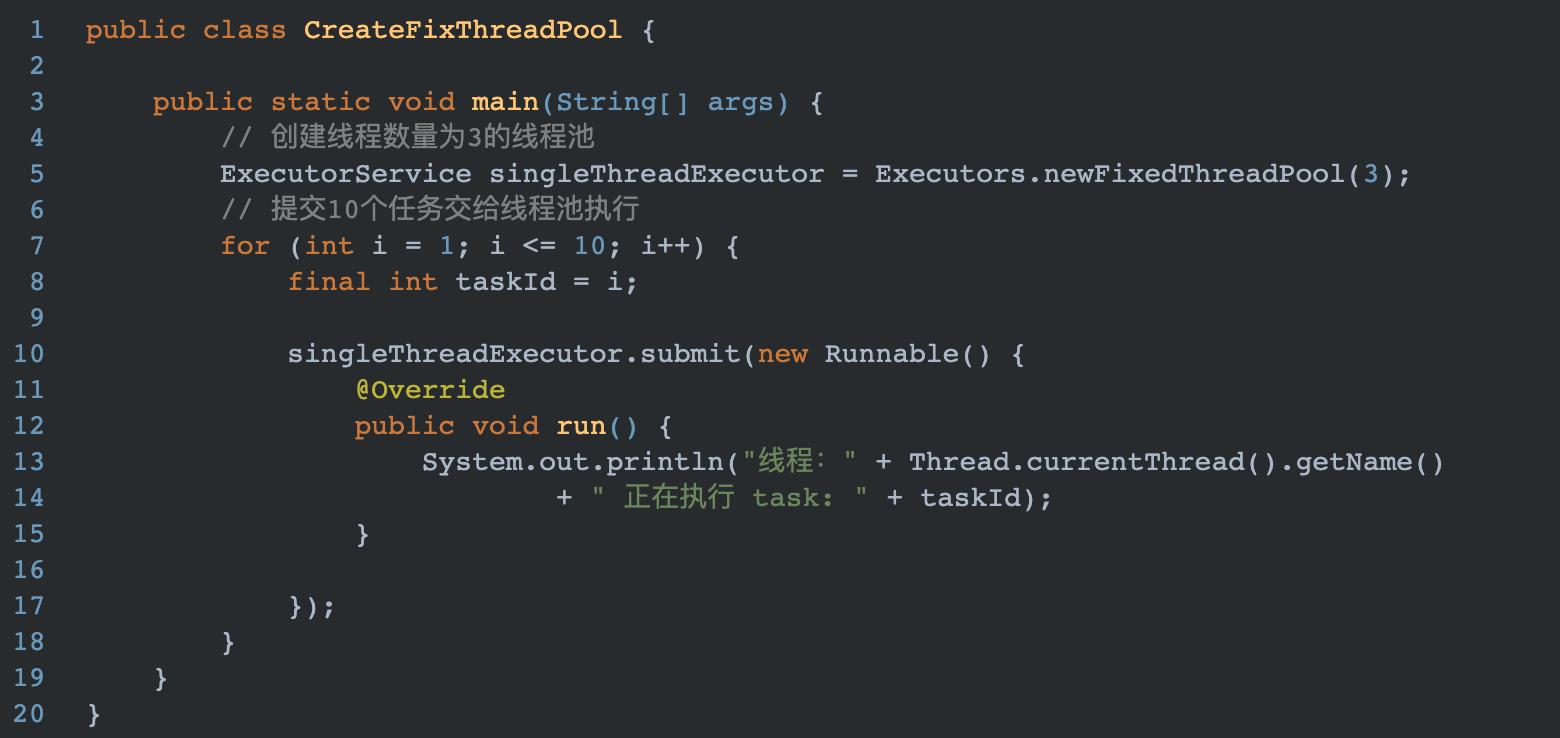 1 public class CreateFixThreadPool {
2
3     public static void main(String[] args) {
4         // 创建线程数量为3的线程池
5         ExecutorService singleThreadExecutor = Executors.newFixedThreadPool(3);
6         // 提交10个任务交给线程池执行
7         for (int i = 1; i <= 10; i++) {
8             final int taskId = i;
9
10             singleThreadExecutor.submit(new Runnable() {
11                 @Override
12                 public void run() {
13                     System.out.println("线程：" + Thread.currentThread().getName()
14                             + " 正在执行 task: " + taskId);
15                 }
16
17             });
18         }
19     }
20 }